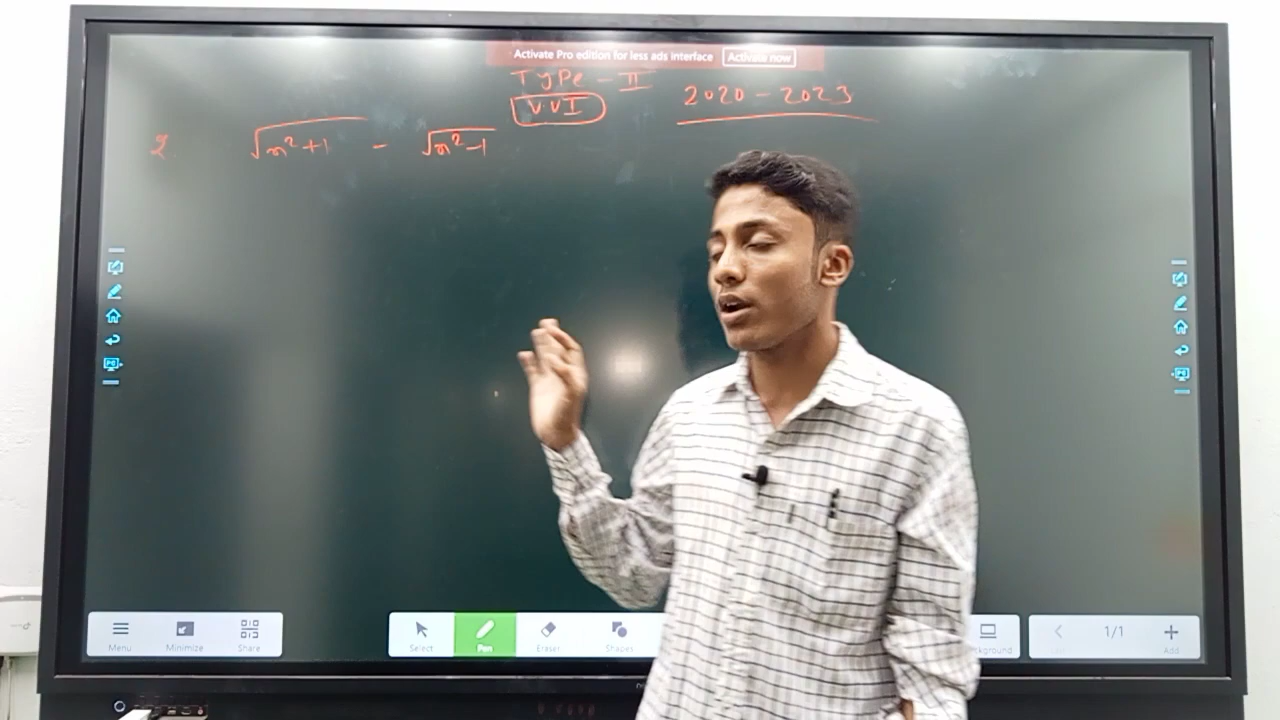 Activate Pro edition for less ads interface Activate now
Type - II
V.V I
2020 - 2023
2. √x²+1 - √x²-1
Menu
Minimize
Share
Select
Pen
Eraser
Shapes
1/1
Add